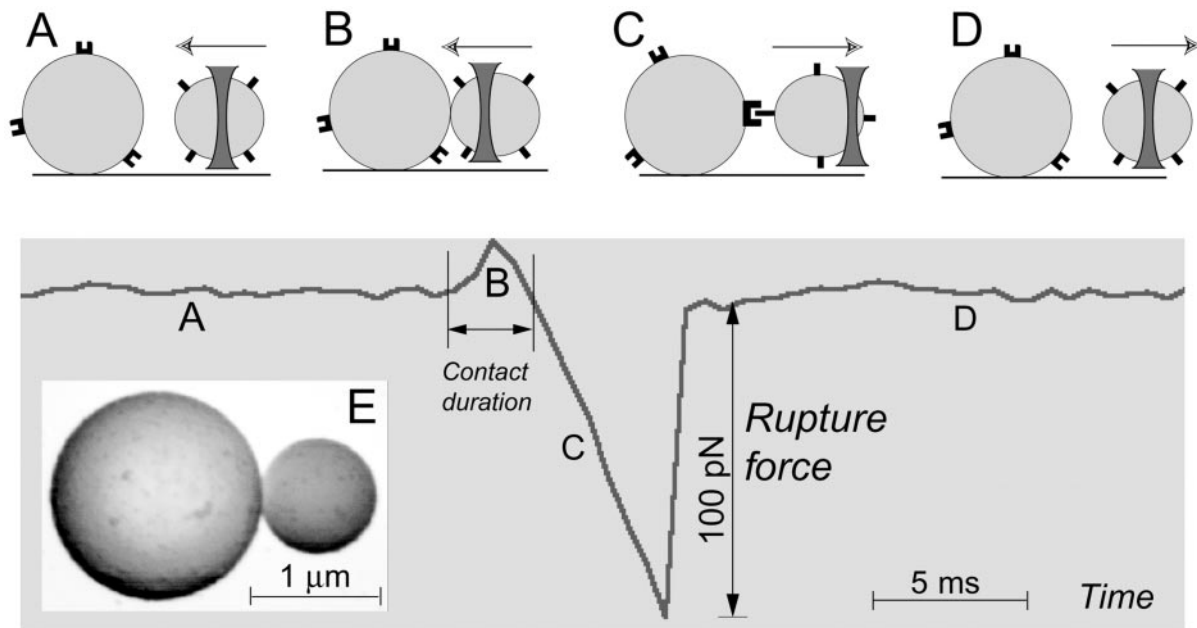 A
B
C
D
A
B
C
D
Contact
duration
E
1 μm
100 pN
Rupture
force
5 ms
Time